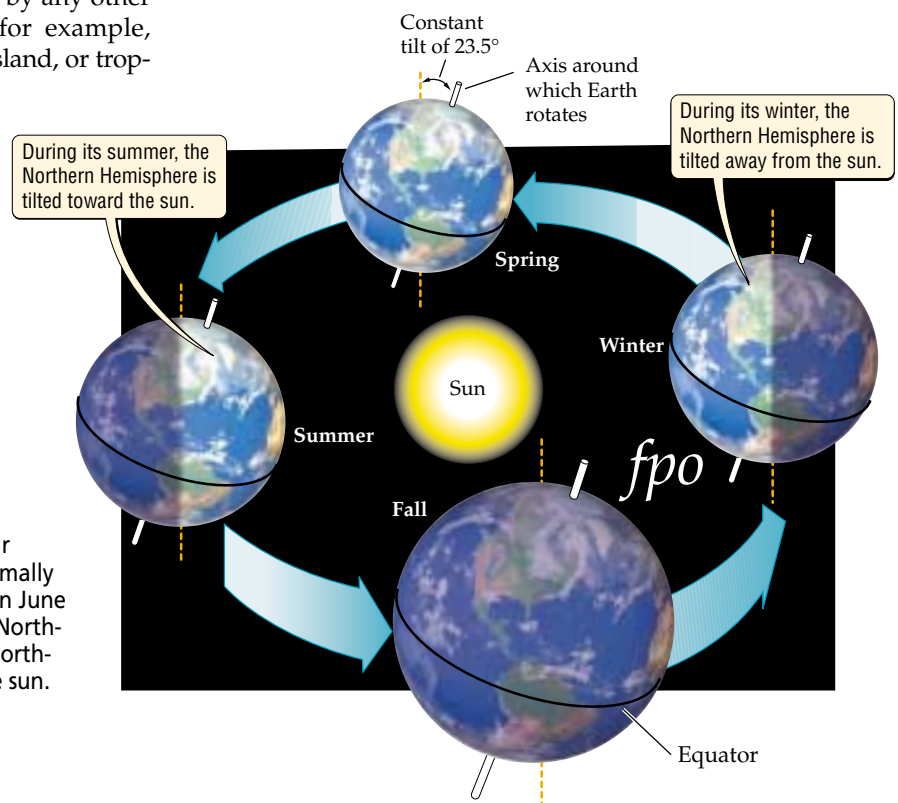 by any other
for example,
sland, or trop-
Constant
tilt of 23.5°
Axis around
which Earth
rotates
During its winter, the
Northern Hemisphere is
tilted away from the sun.
During its summer, the
Northern Hemisphere is
tilted toward the sun.
Spring
Winter
Sun
Summer
fpo
Fall
r
mally
n June
North-
orth-
e sun.
Equator